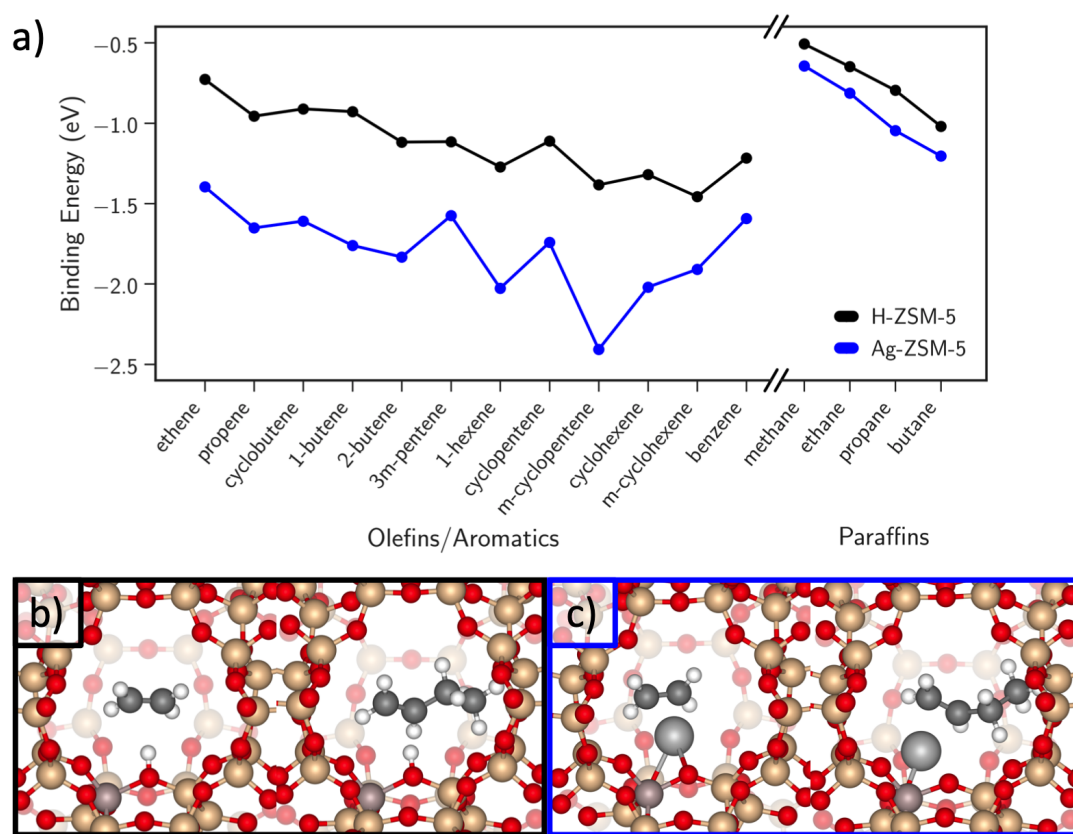 a)
Binding Energy (eV)
−0.5
−1.0
−1.5
−2.0
−2.5
H-ZSM-5
Ag-ZSM-5
ethene
propene
cyclobutene
1-butene
2-butene
3m-pentene
1-hexene
cyclopentene
m-cyclopentene
cyclohexene
m-cyclohexene
benzene
methane
ethane
propane
butane
Olefins/Aromatics
Paraffins
b)
c)